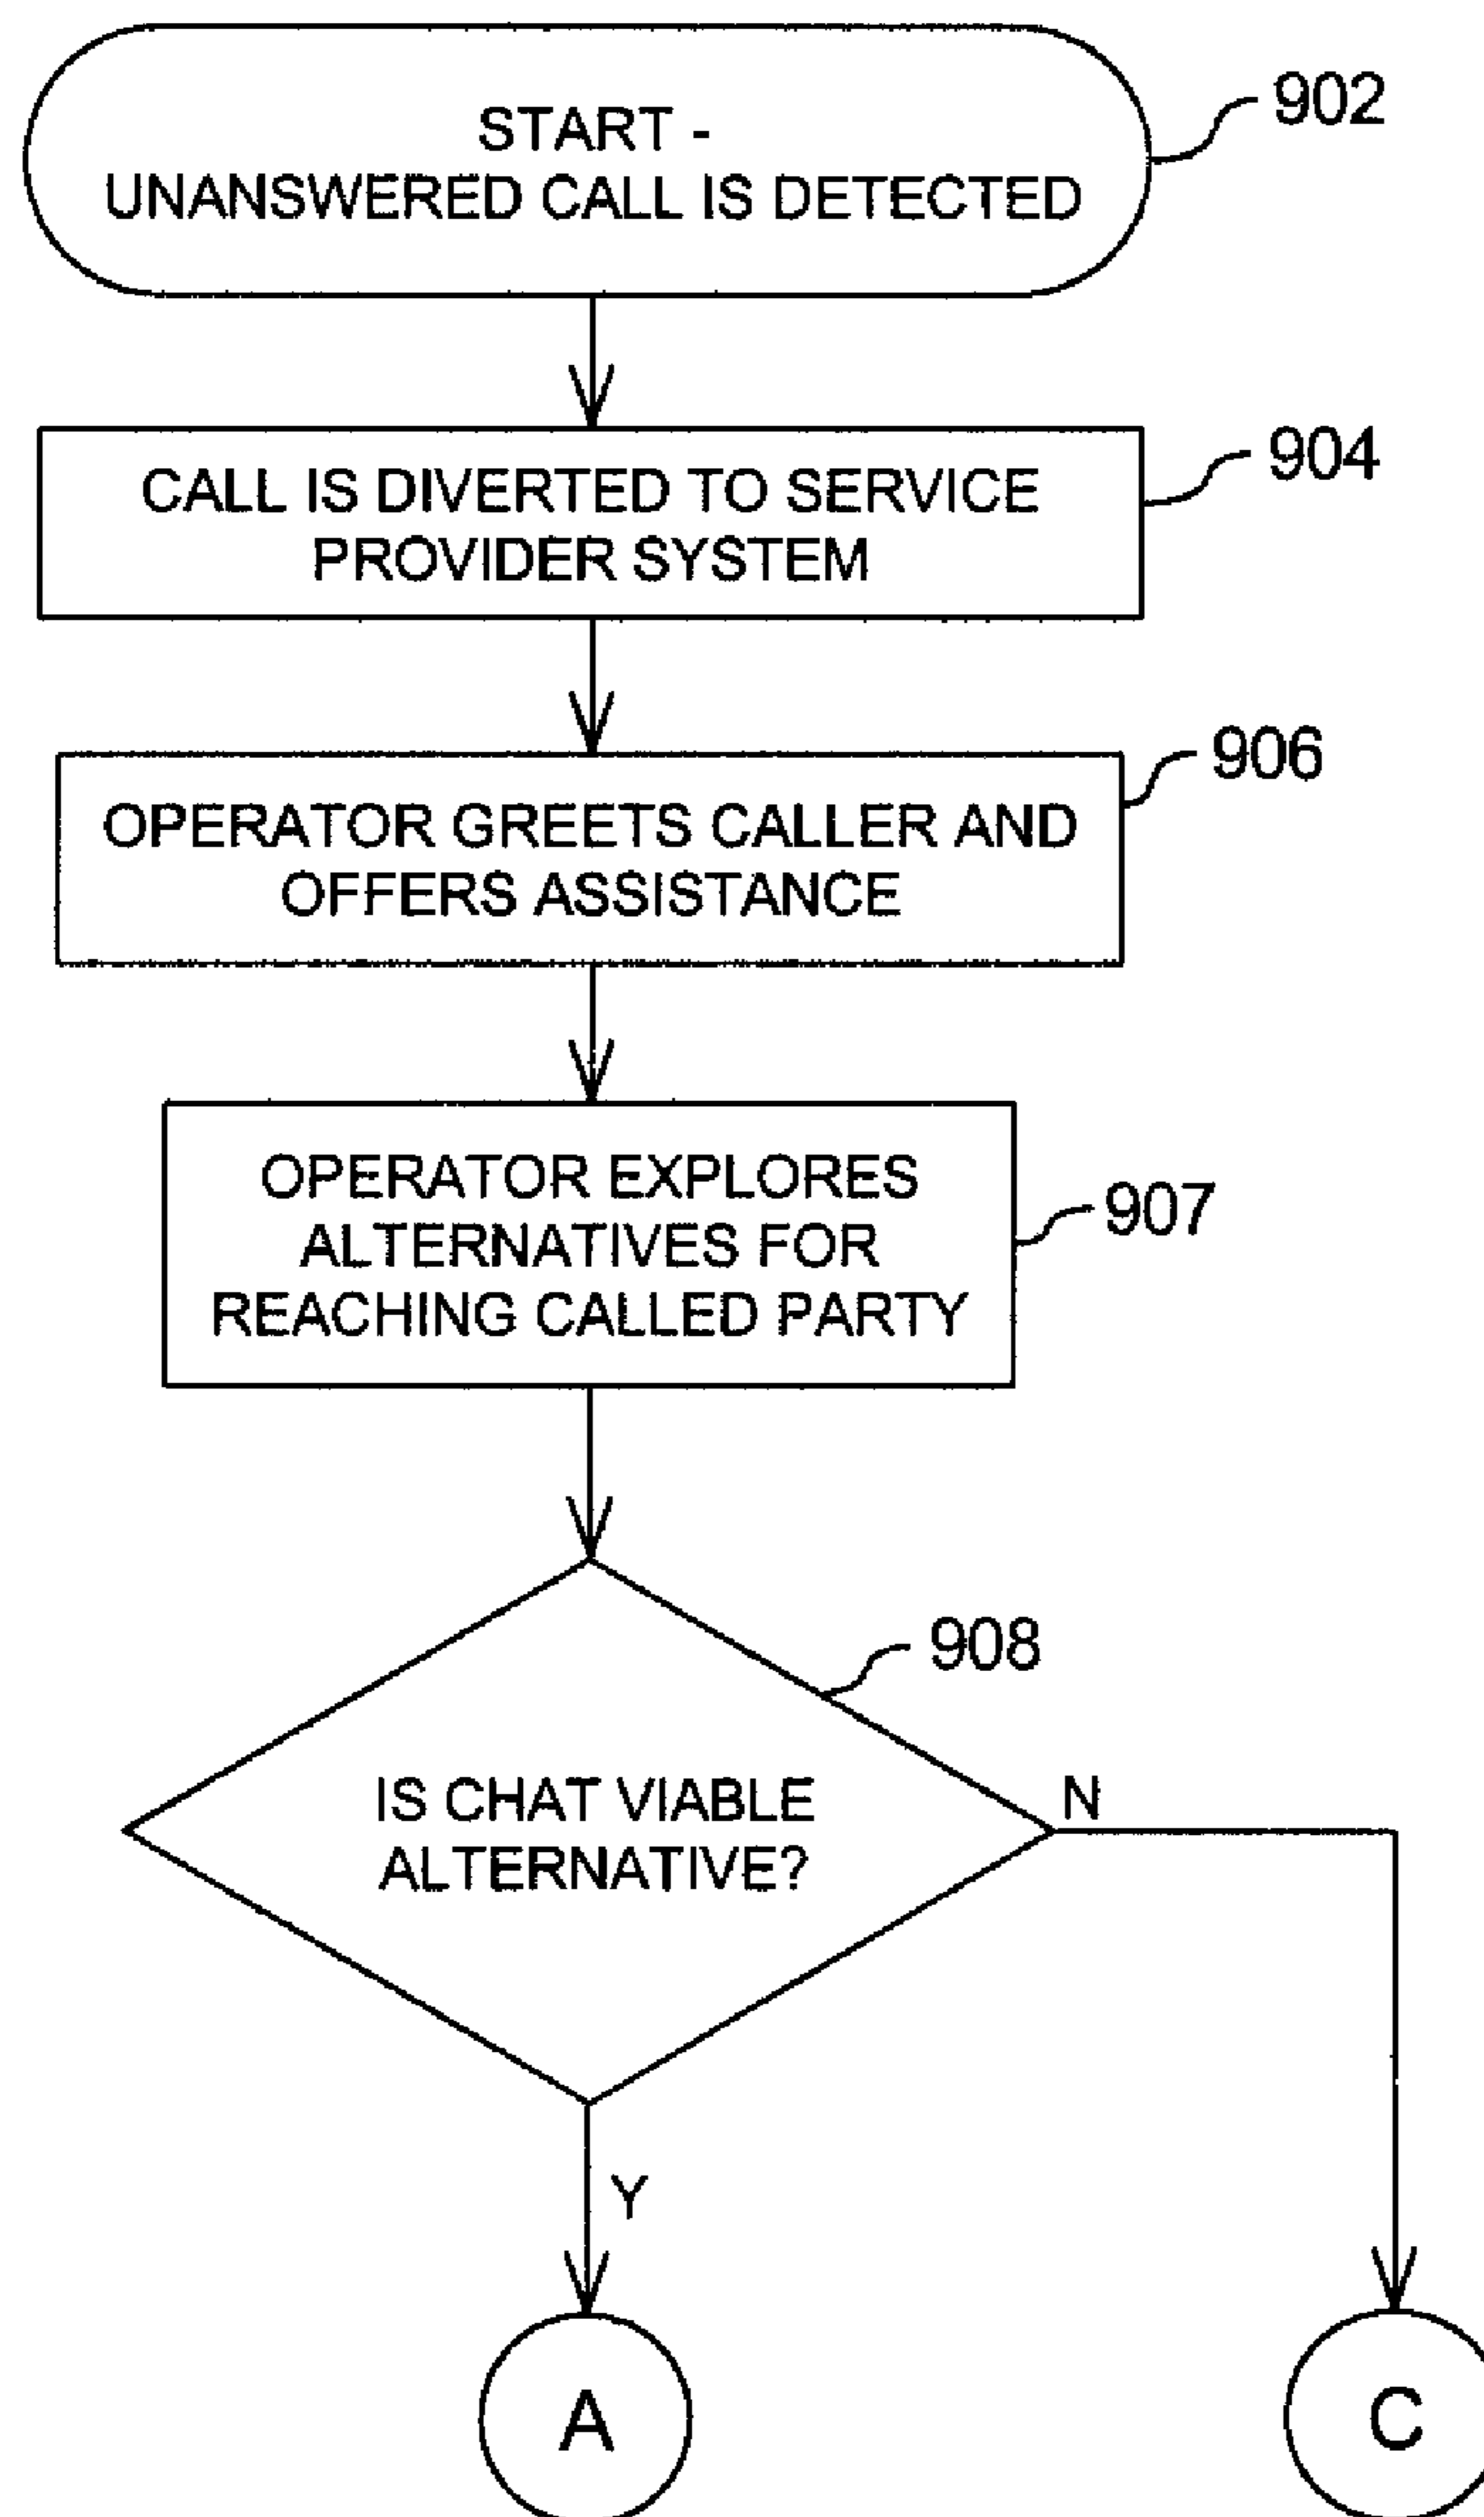 START -
UNANSWERED CALL IS DETECTED
902
CALL IS DIVERTED TO SERVICE
PROVIDER SYSTEM
904
OPERATOR GREETS CALLER AND
OFFERS ASSISTANCE
906
OPERATOR EXPLORES
ALTERNATIVES FOR
REACHING CALLED PARTY
907
908
IS CHAT VIABLE
ALTERNATIVE?
N
Y
A
C